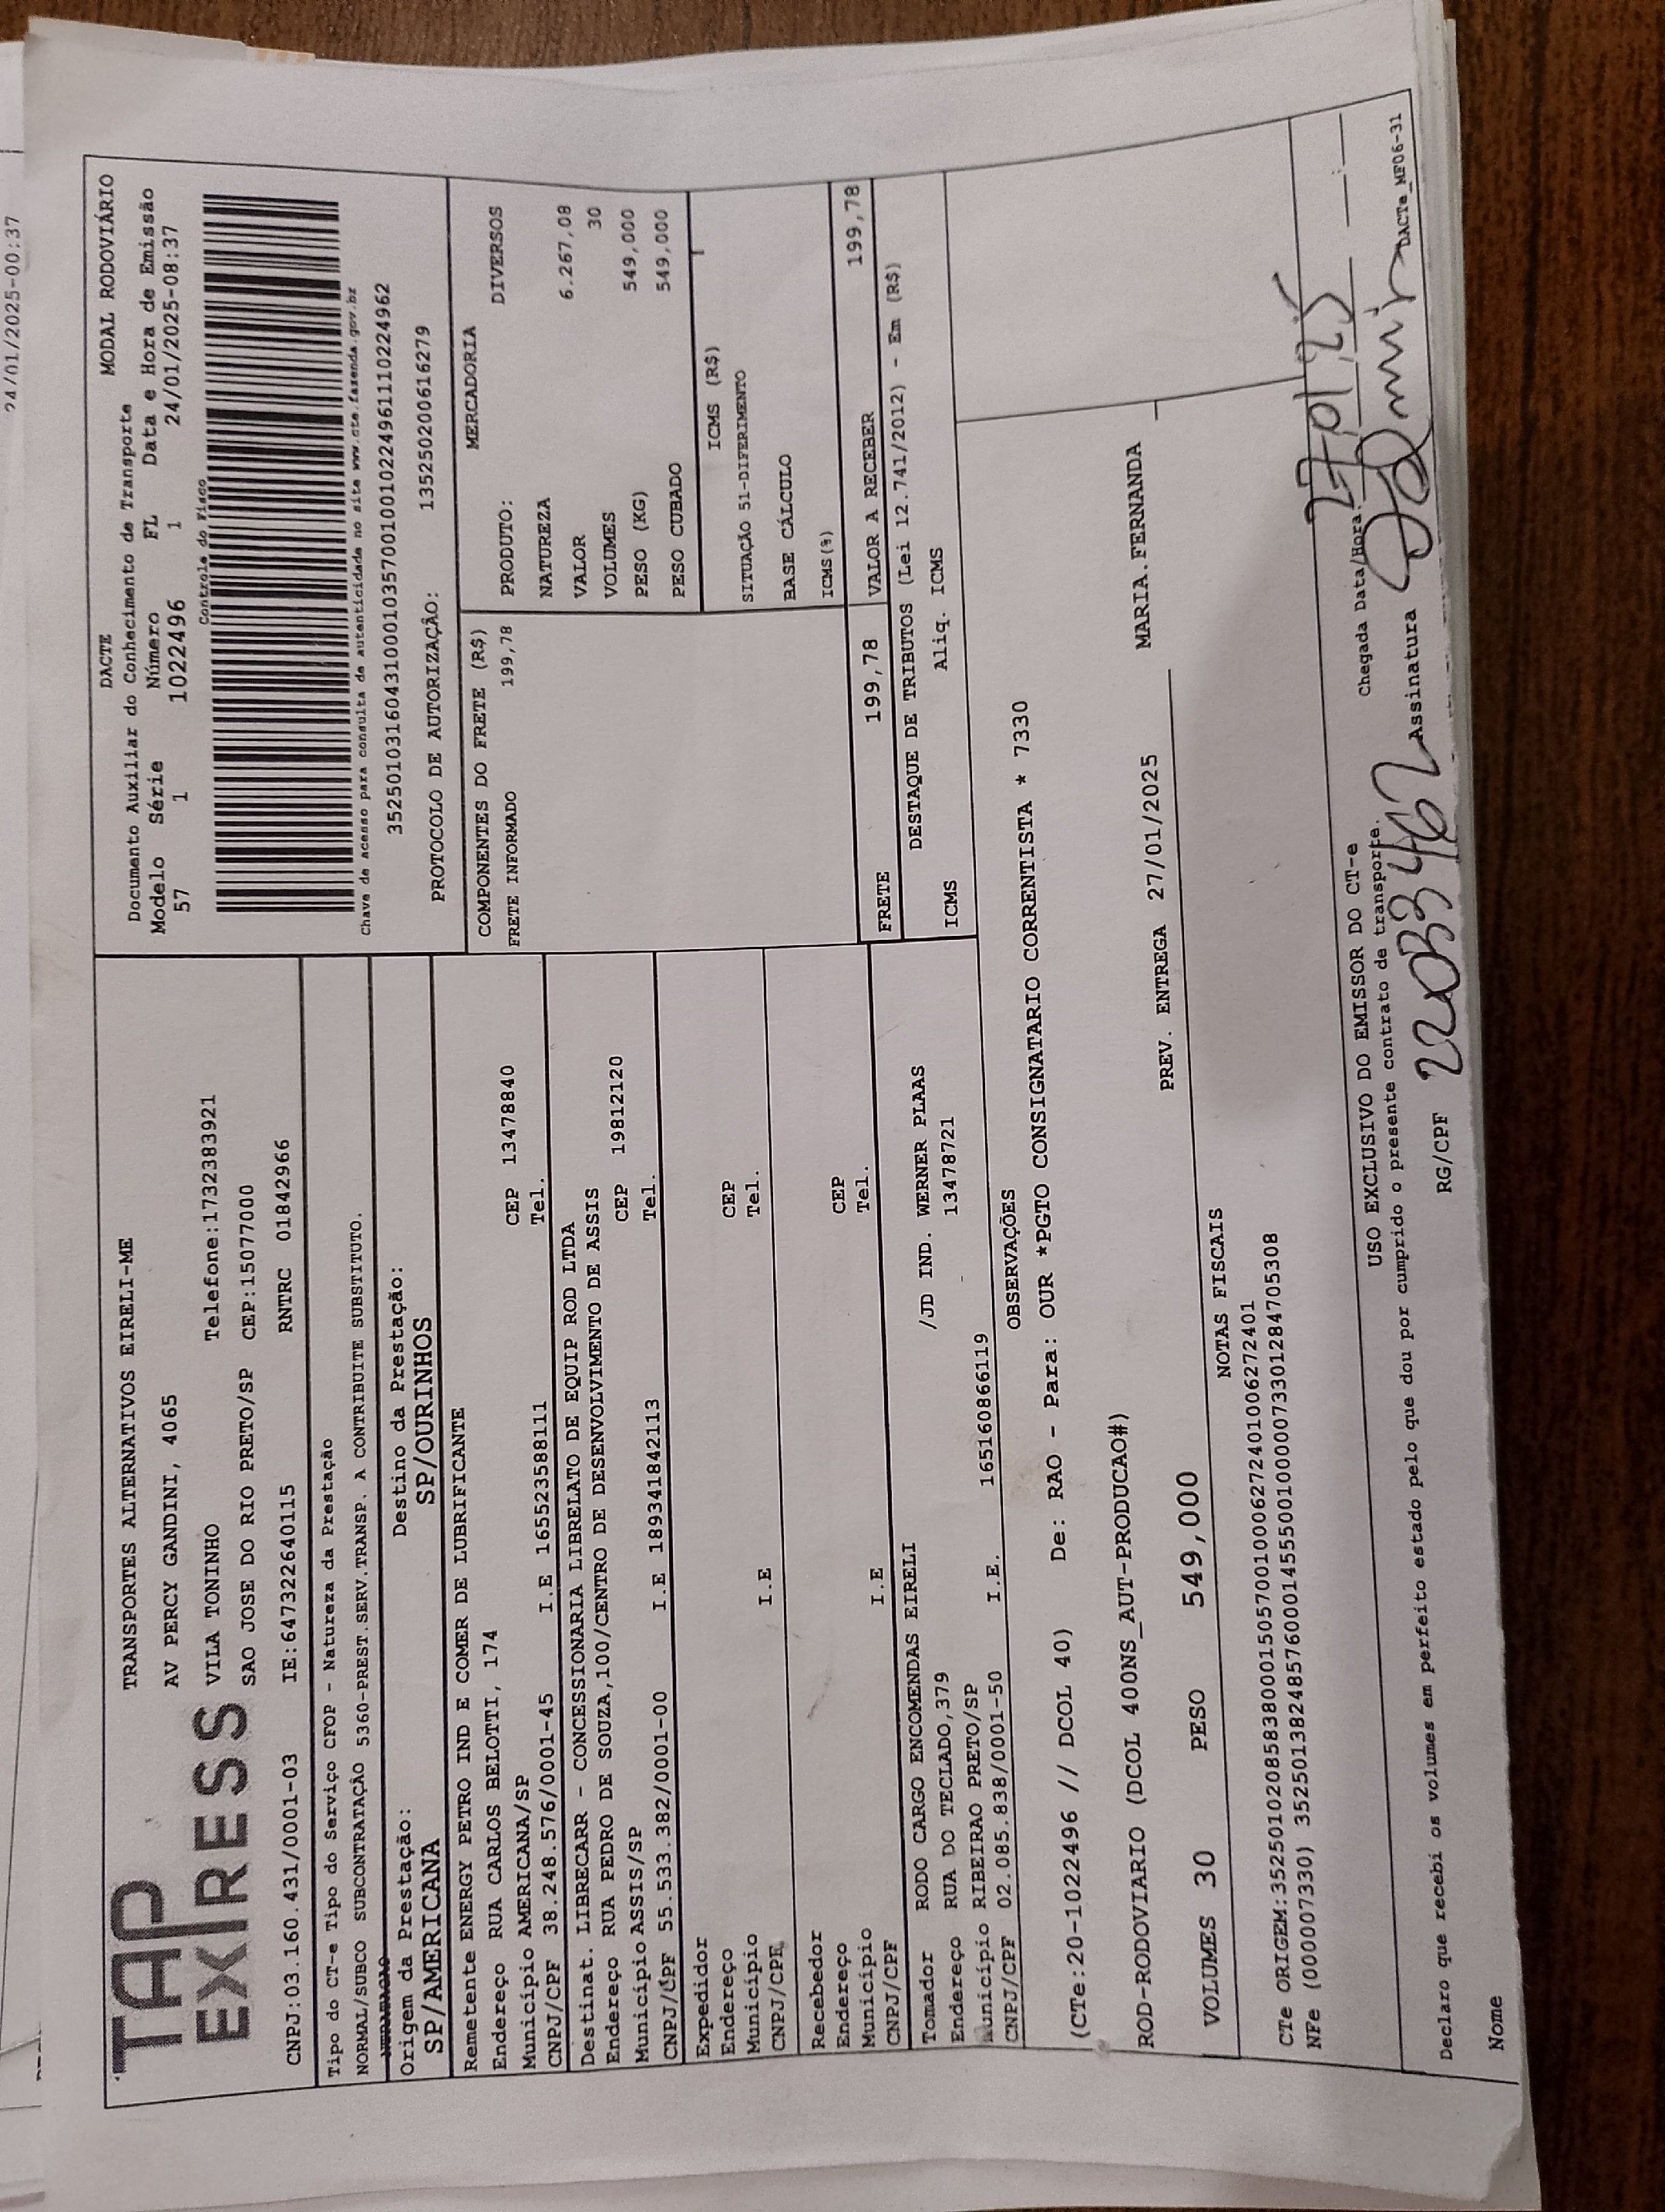 24/01/2025-00:37
TAP
EXPRESS
TRANSPORTES ALTERNATIVOS EIRELI-ME
AV PERCY GANDINI, 4065
VILA TONINHO Telefone:1732383921
SAO JOSE DO RIO PRETO/SP CEP:15077000
CNPJ:03.160.431/0001-03 IE:647322640115 RNTRC 01842966
DACTE MODAL RODOVIÁRIO
Documento Auxiliar do Conhecimento de Transporte
Modelo Série Número FL Data e Hora de Emissão
57 1 1022496 1 24/01/2025-08:37
Controle do Fisco
Chave de acesso para consulta de autenticidade no site www.cte.fazenda.gov.br
35250103160431000103570010010224961110224962
PROTOCOLO DE AUTORIZAÇÃO: 135250200616279
Tipo do CT-e Tipo do Serviço CFOP - Natureza da Prestação
NORMAL/SUBCO SUBCONTRATAÇÃO 5360-PREST.SERV.TRANSP. A CONTRIBUITE SUBSTITUTO.
Origem da Prestação: Destino da Prestação:
SP/AMERICANA SP/OURINHOS
Remetente ENERGY PETRO IND E COMER DE LUBRIFICANTE
Endereço RUA CARLOS BELOTTI, 174 CEP 13478840
Município AMERICANA/SP Tel.
CNPJ/CPF 38.248.576/0001-45 I.E 165523588111
Destinat. LIBRECARR - CONCESSIONARIA LIBRELATO DE EQUIP ROD LTDA
Endereço RUA PEDRO DE SOUZA,100/CENTRO DE DESENVOLVIMENTO DE ASSIS
Município ASSIS/SP CEP 19812120
CNPJ/CPF 55.533.382/0001-00 I.E 189341842113 Tel.
Expedidor
Endereço CEP
Município Tel.
CNPJ/CPF I.E
Recebedor
Endereço CEP
Município Tel.
CNPJ/CPF I.E
Tomador RODO CARGO ENCOMENDAS EIRELI
Endereço RUA DO TECLADO,379 /JD IND. WERNER PLAAS
Município RIBEIRAO PRETO/SP 13478721
CNPJ/CPF 02.085.838/0001-50 I.E. 165160866119
COMPONENTES DO FRETE (R$)
FRETE INFORMADO 199,78
MERCADORIA
PRODUTO: DIVERSOS
NATUREZA
VALOR 6.267,08
VOLUMES 30
PESO (KG) 549,000
PESO CUBADO 549,000
ICMS (R$)
SITUAÇÃO 51-DIFERIMENTO
BASE CÁLCULO
ICMS(%)
FRETE 199,78 VALOR A RECEBER 199,78
DESTAQUE DE TRIBUTOS (Lei 12.741/2012) - Em (R$)
ICMS Aliq. ICMS
OBSERVAÇÕES
(CTe:20-1022496 // DCOL 40) De: RAO - Para: OUR *PGTO CONSIGNATARIO CORRENTISTA * 7330
ROD-RODOVIARIO (DCOL 400NS_AUT-PRODUCAO#)
PREV. ENTREGA 27/01/2025 MARIA.FERNANDA
VOLUMES 30 PESO 549,000
NOTAS FISCAIS
CTe ORIGEM:35250102085838000150570010006272401006272401
NFe (000007330) 35250138248576000145550010000073301284705308
USO EXCLUSIVO DO EMISSOR DO CT-e
Chegada Data/Hora: 27/01/25
Declaro que recebi os volumes em perfeito estado pelo que dou por cumprido o presente contrato de transporte.
Nome RG/CPF 22033462 Assinatura
DACTe_MF06-31